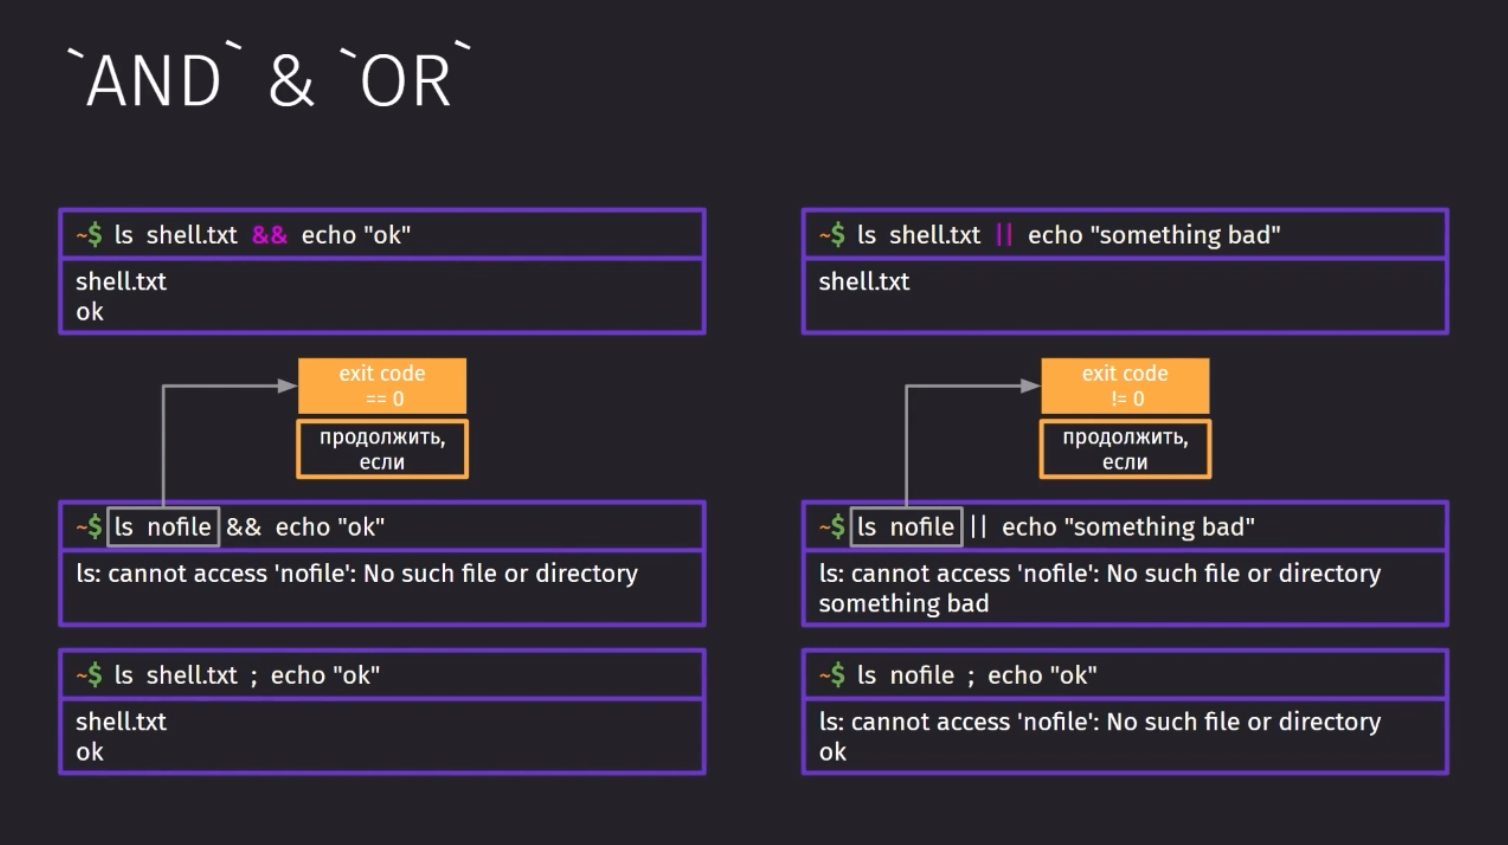 `AND` & `OR`
~$ ls shell.txt && echo "ok"
shell.txt
ok
~$ ls shell.txt || echo "something bad"
shell.txt
exit code
== 0
продолжить,
если
exit code
!= 0
продолжить,
если
~$ ls nofile && echo "ok"
ls: cannot access 'nofile': No such file or directory
~$ ls nofile || echo "something bad"
ls: cannot access 'nofile': No such file or directory
something bad
~$ ls shell.txt ; echo "ok"
shell.txt
ok
~$ ls nofile ; echo "ok"
ls: cannot access 'nofile': No such file or directory
ok